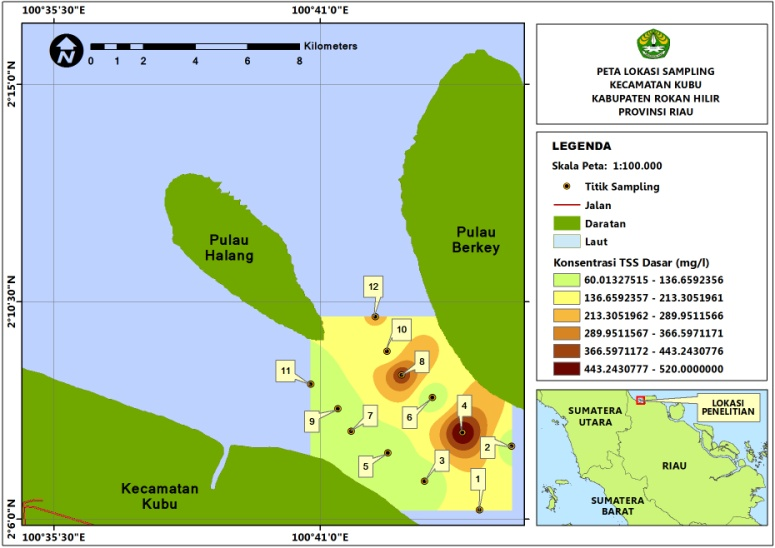 100°35'30"E
100°41'0"E
2°15'0"N
2°10'30"N
2°6'0"N
N
Kilometers
0 1 2 4 6 8
Pulau
Halang
Pulau
Berkey
Kecamatan
Kubu
12
10
8
11
6
4
9
7
2
5
3
1
100°35'30"E
100°41'0"E
PETA LOKASI SAMPLING
KECAMATAN KUBU
KABUPATEN ROKAN HILIR
PROVINSI RIAU
LEGENDA
Skala Peta: 1:100.000
Titik Sampling
Jalan
Daratan
Laut
Konsentrasi TSS Dasar (mg/l)
60.01327515 - 136.6592356
136.6592357 - 213.3051961
213.3051962 - 289.9511566
289.9511567 - 366.5971171
366.5971172 - 443.2430776
443.2430777 - 520.0000000
LOKASI
PENELITIAN
SUMATERA
UTARA
RIAU
SUMATERA
BARAT